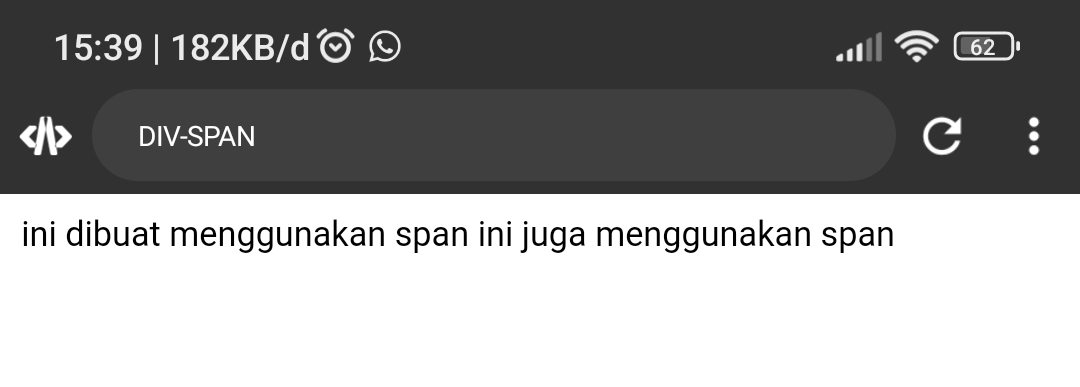 15:39 | 182KB/d
62
DIV-SPAN
ini dibuat menggunakan span ini juga menggunakan span